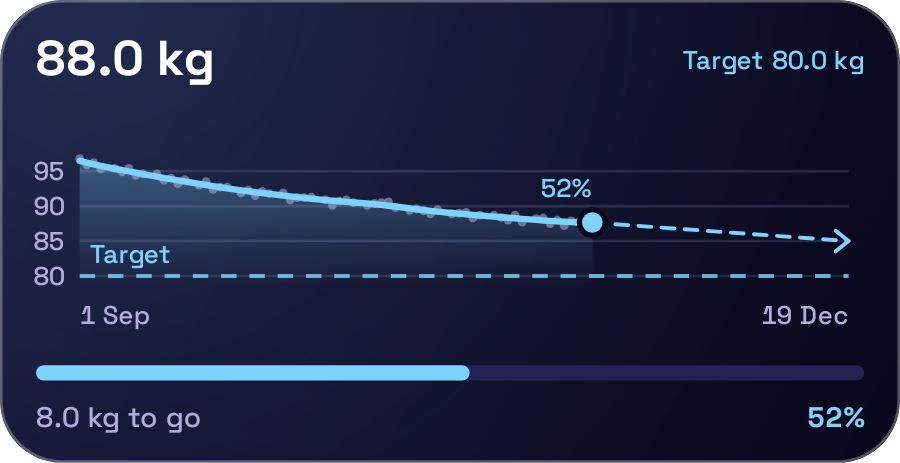 88.0 kg
Target 80.0 kg
95
52%
90
85
Target
80
1 Sep
19 Dec
8.0 kg to go
52%